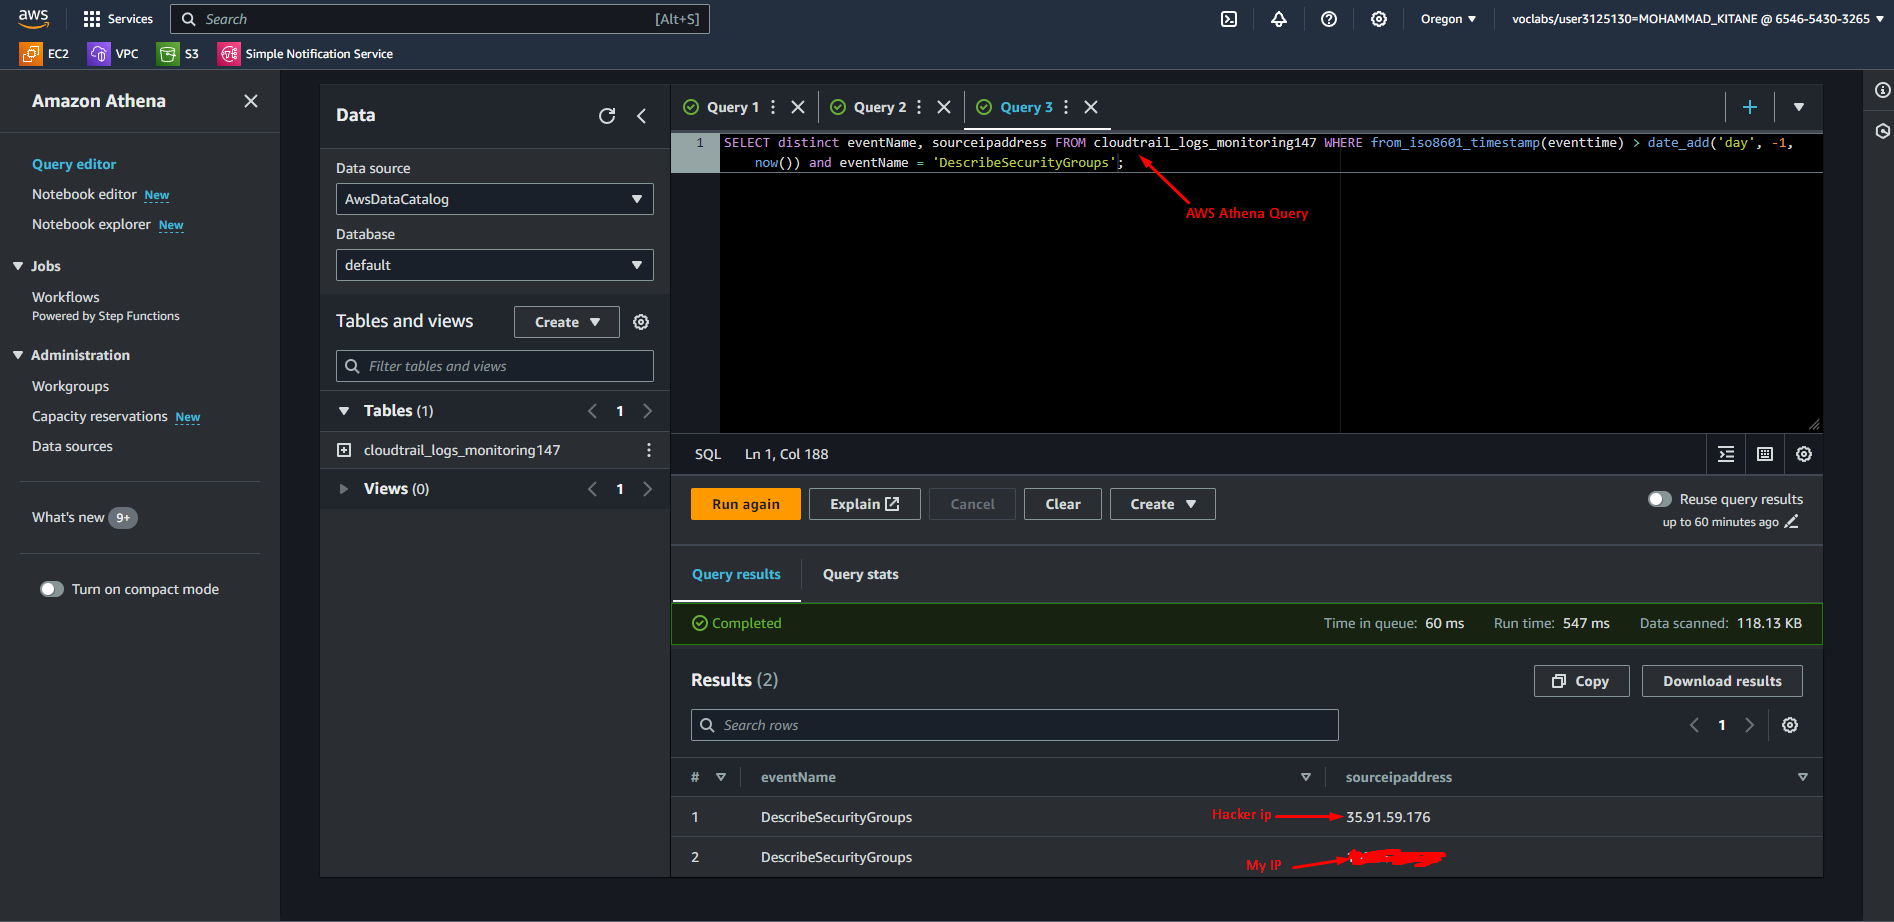 aws
Services
Search
[Alt+S]
Oregon
voclabs/user3125130=MOHAMMAD_KITANE @ 6546-5430-3265
EC2
VPC
S3
Simple Notification Service
Amazon Athena
Query editor
Notebook editor New
Notebook explorer New
Jobs
Workflows
Powered by Step Functions
Administration
Workgroups
Capacity reservations New
Data sources
What's new 9+
Turn on compact mode
Data
Data source
AwsDataCatalog
Database
default
Tables and views
Create
Filter tables and views
Tables (1)
1
cloudtrail_logs_monitoring147
Views (0)
1
Query 1
Query 2
Query 3
1
SELECT distinct eventName, sourceipaddress FROM cloudtrail_logs_monitoring147 WHERE from_iso8601_timestamp(eventtime) > date_add('day', -1,
now()) and eventName = 'DescribeSecurityGroups';
AWS Athena Query
SQL
Ln 1, Col 188
Run again
Explain
Cancel
Clear
Create
Reuse query results
up to 60 minutes ago
Query results
Query stats
Completed
Time in queue: 60 ms
Run time: 547 ms
Data scanned: 118.13 KB
Results (2)
Copy
Download results
Search rows
1
# eventName sourceipaddress
1 DescribeSecurityGroups Hacker ip 35.91.59.176
2 DescribeSecurityGroups My IP